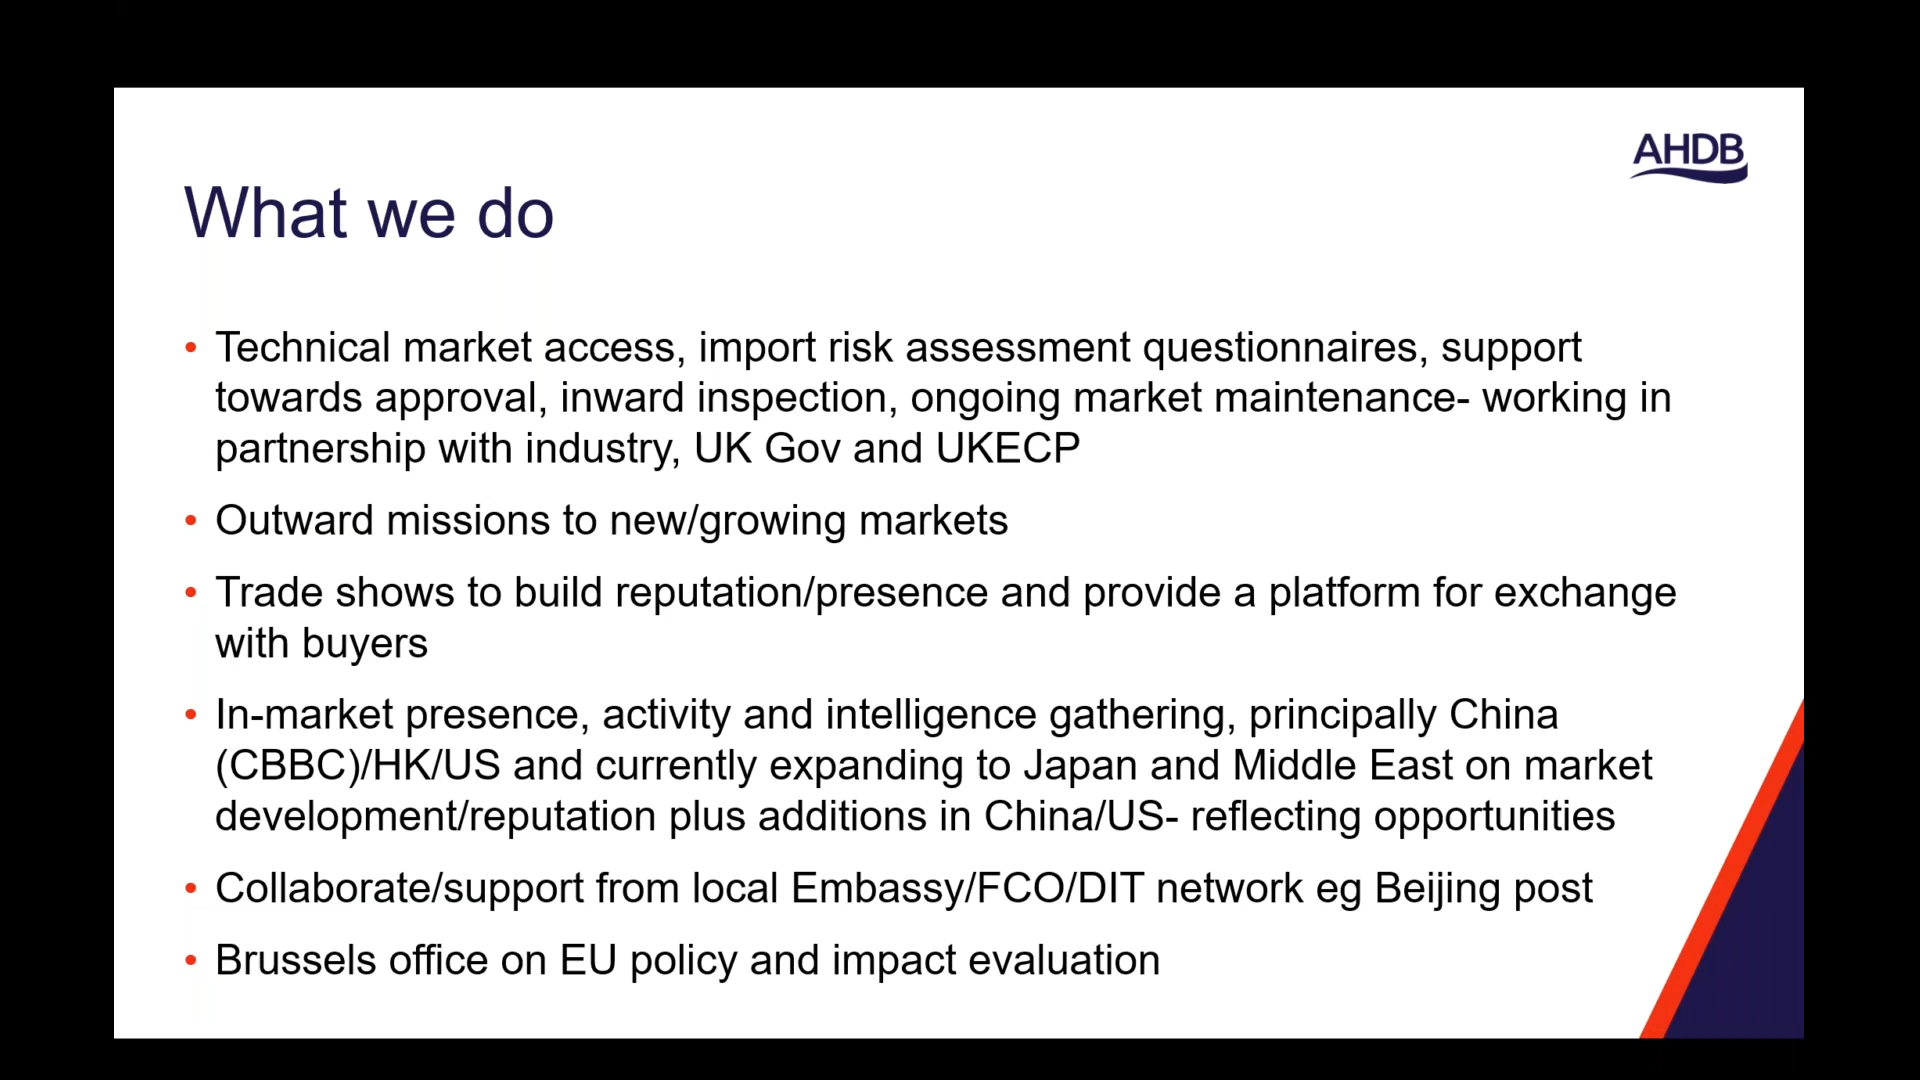 AHDB
What we do
• Technical market access, import risk assessment questionnaires, support
towards approval, inward inspection, ongoing market maintenance- working in
partnership with industry, UK Gov and UKECP
• Outward missions to new/growing markets
• Trade shows to build reputation/presence and provide a platform for exchange
with buyers
• In-market presence, activity and intelligence gathering, principally China
(CBBC)/HK/US and currently expanding to Japan and Middle East on market
development/reputation plus additions in China/US- reflecting opportunities
• Collaborate/support from local Embassy/FCO/DIT network eg Beijing post
• Brussels office on EU policy and impact evaluation